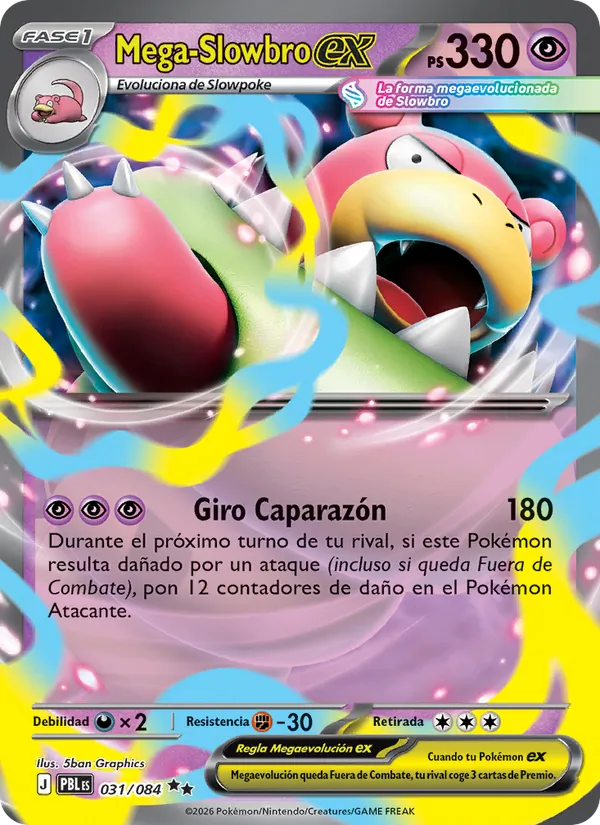 FASE 1
Mega-Slowbro ex
PS 330
Evoluciona de Slowpoke
La forma megaevolucionada
de Slowbro
Giro Caparazón 180
Durante el próximo turno de tu rival, si este Pokémon
resulta dañado por un ataque (incluso si queda Fuera de
Combate), pon 12 contadores de daño en el Pokémon
Atacante.
Debilidad ×2 Resistencia -30 Retirada
Ilus. 5ban Graphics
Regla Megaevolución ex Cuando tu Pokémon ex
Megaevolución queda Fuera de Combate, tu rival coge 3 cartas de Premio.
J PBL ES 031/084
©2026 Pokémon/Nintendo/Creatures/GAME FREAK